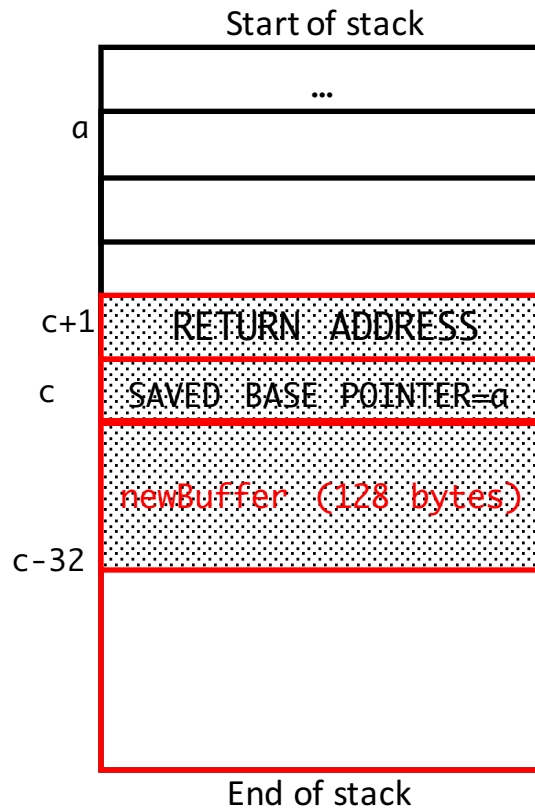 Start of stack
…
a
c+1
RETURN ADDRESS
c
SAVED BASE POINTER=a
newBuffer (128 bytes)
c-32
End of stack